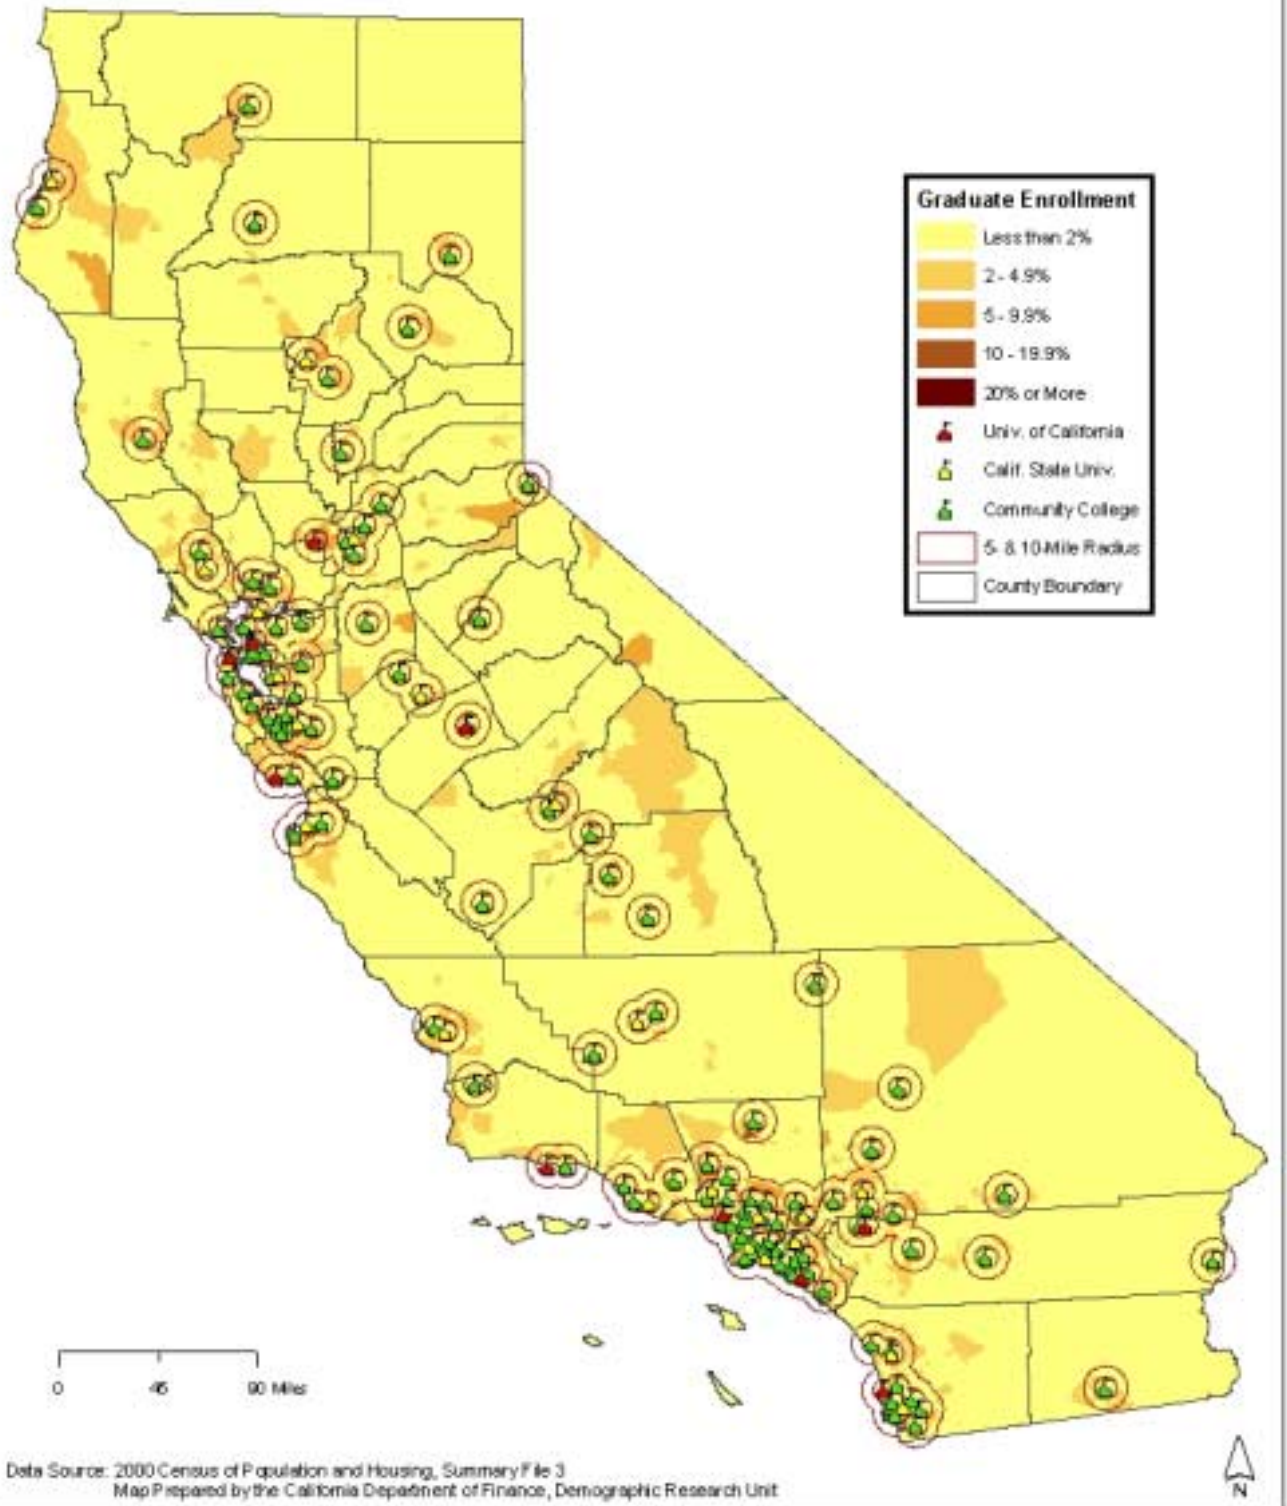 Graduate Enrollment
Less than 2%
2 - 4.9%
5 - 9.9%
10 - 19.9%
20% or More
Univ. of California
Calif. State Univ.
Community College
5- & 10-Mile Radius
County Boundary
0 45 90 Miles
N
Data Source: 2000 Census of Population and Housing, Summary File 3
Map Prepared by the California Department of Finance, Demographic Research Unit